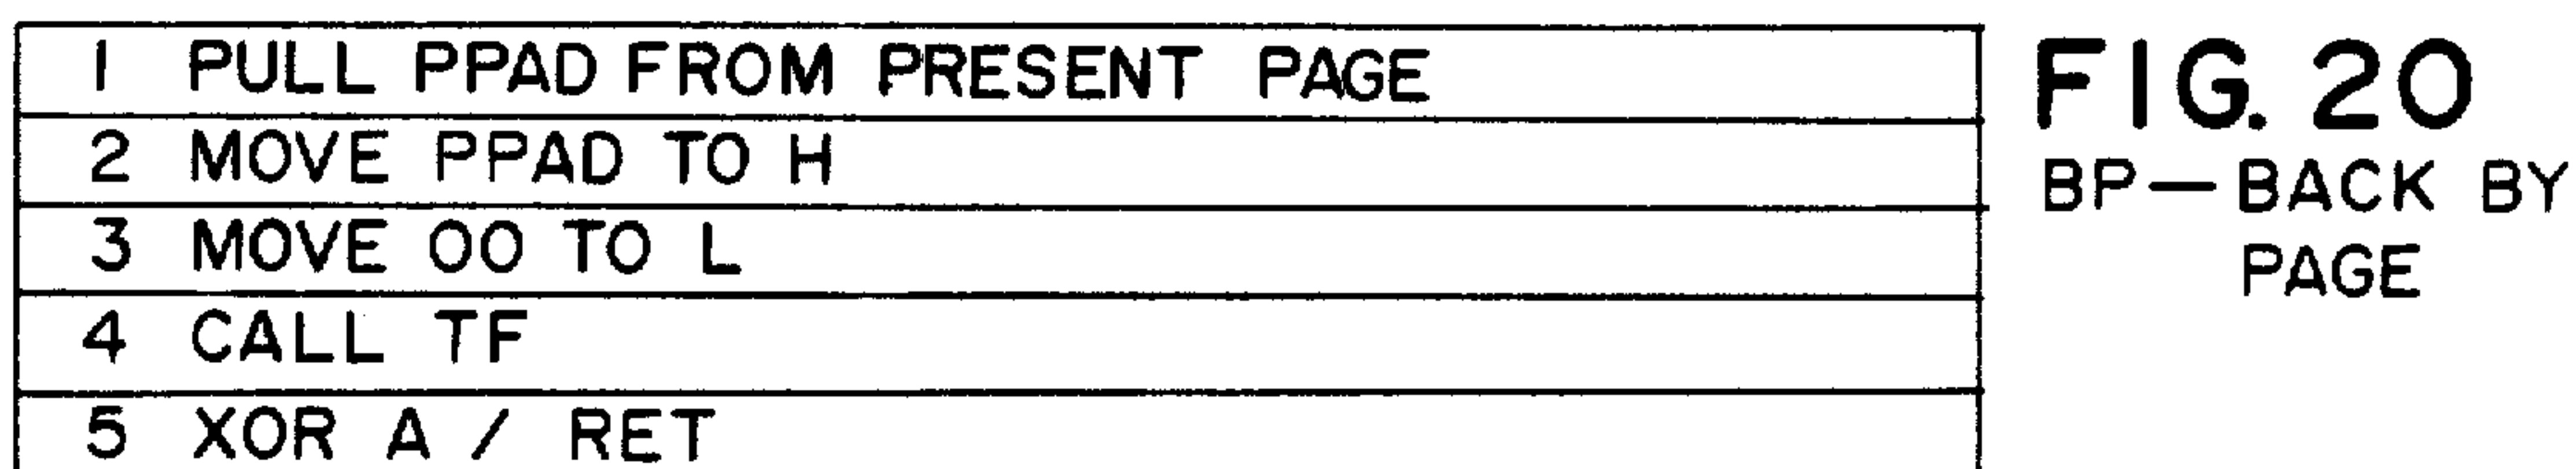 1 PULL PPAD FROM PRESENT PAGE
2 MOVE PPAD TO H
3 MOVE 00 TO L
4 CALL TF
5 XOR A / RET
FIG. 20
BP—BACK BY
PAGE